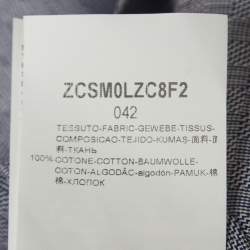 ZCSM0LZC8F2
042
TESSUTO-FABRIC-GEWEBE-TISSUS-
COMPOSICAO-TEJIDO-KUMAS-面料-面
料-ТКАНЬ
100% COTONE-COTTON-BAUMWOLLE-
COTON-ALGODÃO-algodón-PAMUK-棉
棉-ХЛОПОК